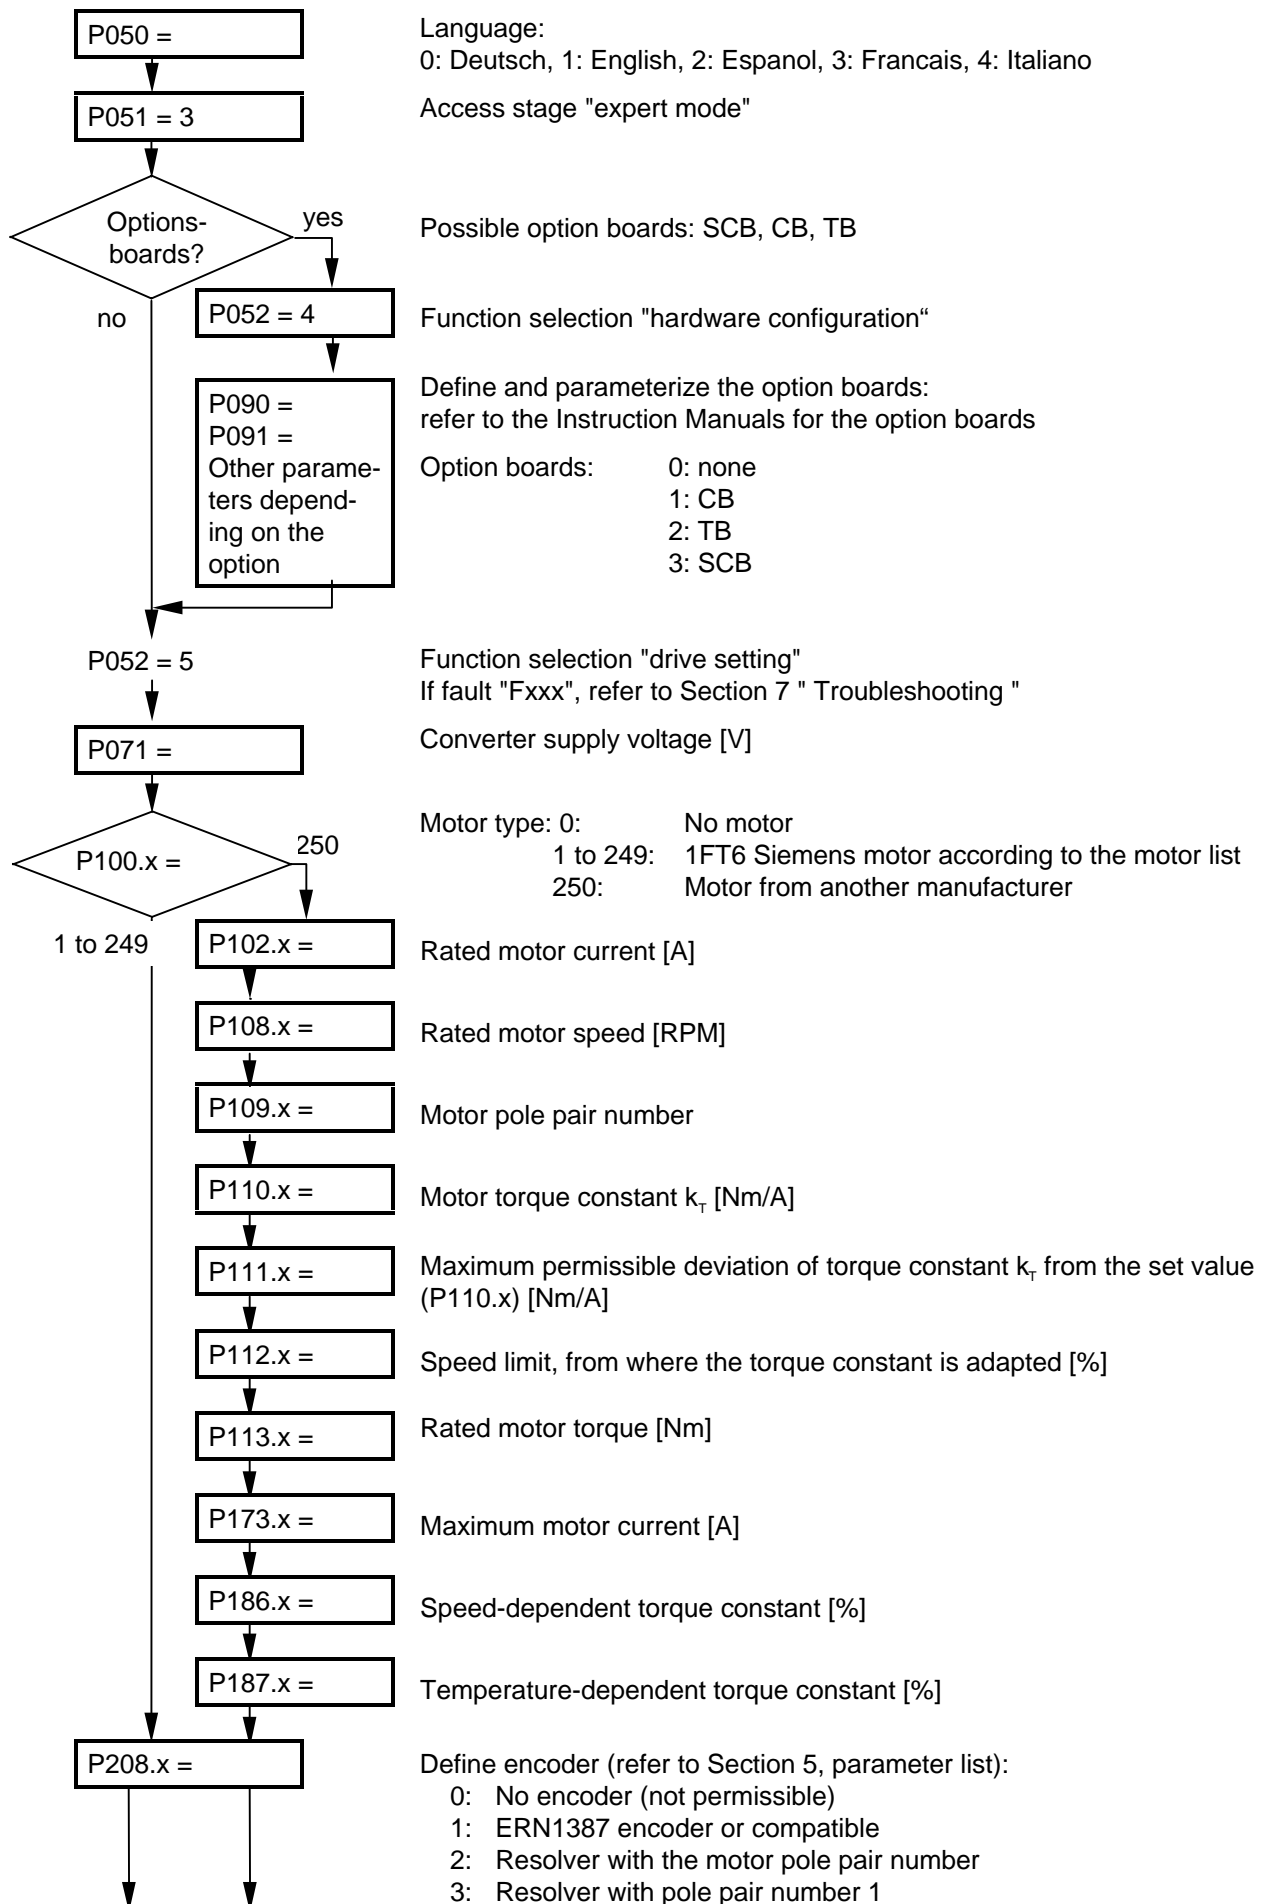 P050 =
Language:
0: Deutsch, 1: English, 2: Espanol, 3: Francais, 4: Italiano
P051 = 3
Access stage "expert mode"
Options-
boards?
yes
no
Possible option boards: SCB, CB, TB
P052 = 4
Function selection "hardware configuration“
P090 =
P091 =
Other parame-
ters depend-
ing on the
option
Define and parameterize the option boards:
refer to the Instruction Manuals for the option boards
Option boards: 0: none
1: CB
2: TB
3: SCB
P052 = 5
Function selection "drive setting"
If fault "Fxxx", refer to Section 7 " Troubleshooting "
P071 =
Converter supply voltage [V]
P100.x =
250
1 to 249
Motor type: 0: No motor
1 to 249: 1FT6 Siemens motor according to the motor list
250: Motor from another manufacturer
P102.x =
Rated motor current [A]
P108.x =
Rated motor speed [RPM]
P109.x =
Motor pole pair number
P110.x =
Motor torque constant kT [Nm/A]
P111.x =
Maximum permissible deviation of torque constant kT from the set value
(P110.x) [Nm/A]
P112.x =
Speed limit, from where the torque constant is adapted [%]
P113.x =
Rated motor torque [Nm]
P173.x =
Maximum motor current [A]
P186.x =
Speed-dependent torque constant [%]
P187.x =
Temperature-dependent torque constant [%]
P208.x =
Define encoder (refer to Section 5, parameter list):
0: No encoder (not permissible)
1: ERN1387 encoder or compatible
2: Resolver with the motor pole pair number
3: Resolver with pole pair number 1